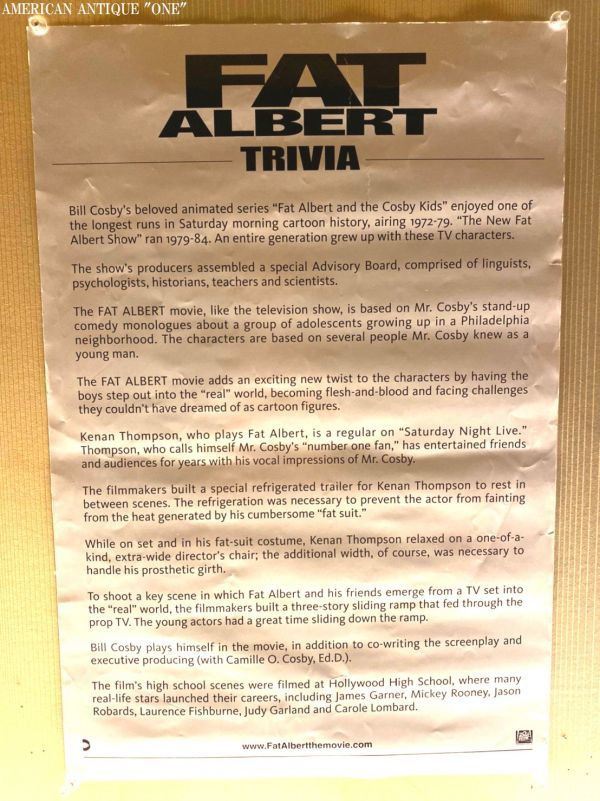 AMERICAN ANTIQUE "ONE"
FAT
ALBERT
TRIVIA
Bill Cosby's beloved animated series "Fat Albert and the Cosby Kids" enjoyed one of
the longest runs in Saturday morning cartoon history, airing 1972-79. "The New Fat
Albert Show" ran 1979-84. An entire generation grew up with these TV characters.
The show's producers assembled a special Advisory Board, comprised of linguists,
psychologists, historians, teachers and scientists.
The FAT ALBERT movie, like the television show, is based on Mr. Cosby's stand-up
comedy monologues about a group of adolescents growing up in a Philadelphia
neighborhood. The characters are based on several people Mr. Cosby knew as a
young man.
The FAT ALBERT movie adds an exciting new twist to the characters by having the
boys step out into the "real" world, becoming flesh-and-blood and facing challenges
they couldn't have dreamed of as cartoon figures.
Kenan Thompson, who plays Fat Albert, is a regular on "Saturday Night Live."
Thompson, who calls himself Mr. Cosby's "number one fan," has entertained friends
and audiences for years with his vocal impressions of Mr. Cosby.
The filmmakers built a special refrigerated trailer for Kenan Thompson to rest in
between scenes. The refrigeration was necessary to prevent the actor from fainting
from the heat generated by his cumbersome "fat suit."
While on set and in his fat-suit costume, Kenan Thompson relaxed on a one-of-a-
kind, extra-wide director's chair; the additional width, of course, was necessary to
handle his prosthetic girth.
To shoot a key scene in which Fat Albert and his friends emerge from a TV set into
the "real" world, the filmmakers built a three-story sliding ramp that fed through the
prop TV. The young actors had a great time sliding down the ramp.
Bill Cosby plays himself in the movie, in addition to co-writing the screenplay and
executive producing (with Camille O. Cosby, Ed.D.).
The film's high school scenes were filmed at Hollywood High School, where many
real-life stars launched their careers, including James Garner, Mickey Rooney, Jason
Robards, Laurence Fishburne, Judy Garland and Carole Lombard.
www.FatAlbertthemovie.com